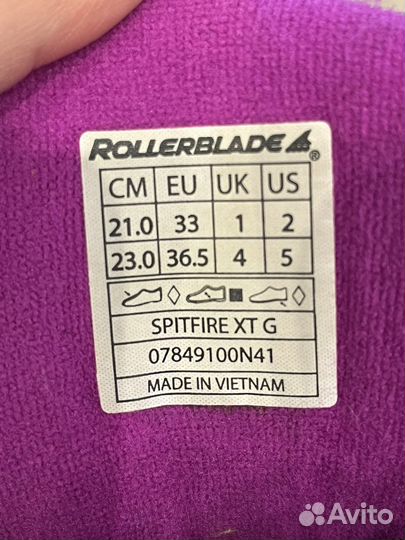 ROLLERBLADE ®
CM EU UK US
21.0 33 1 2
23.0 36.5 4 5
SPITFIRE XT G
07849100N41
MADE IN VIETNAM
Avito